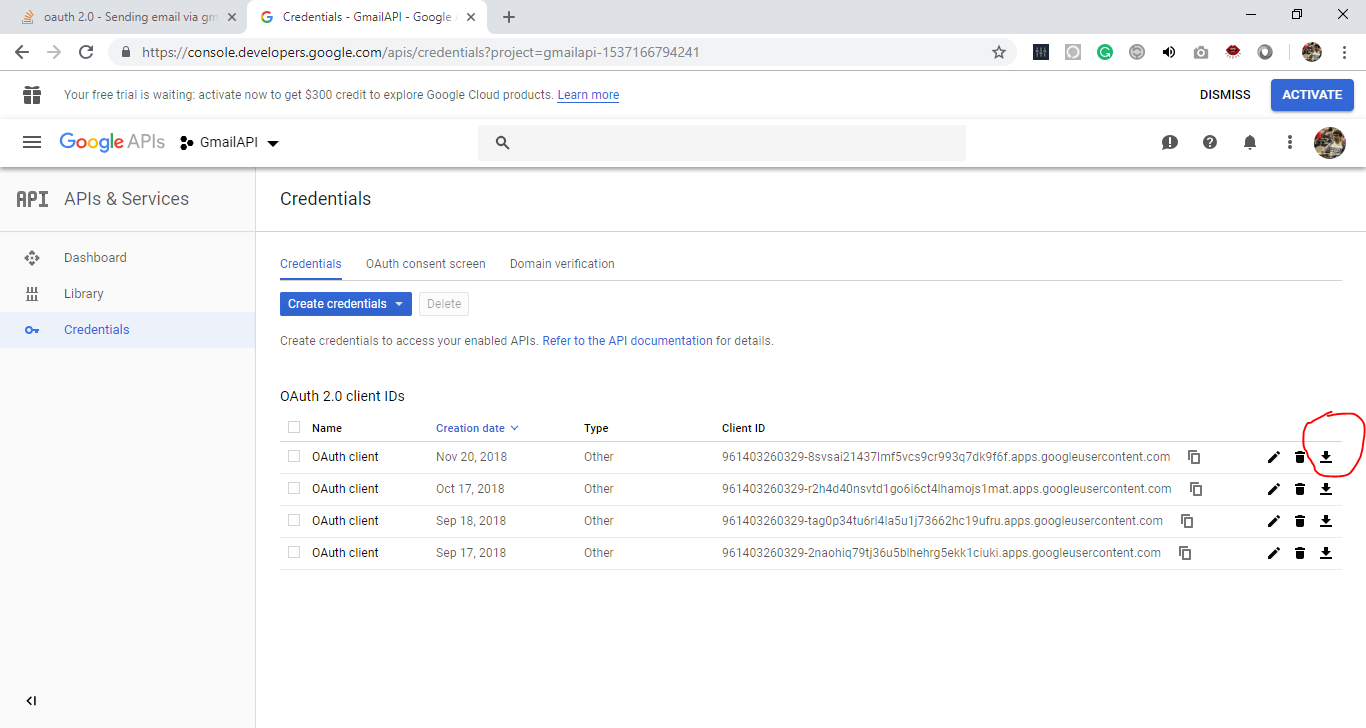 oauth 2.0 - Sending email via gm
Credentials - GmailAPI - Google A
https://console.developers.google.com/apis/credentials?project=gmailapi-1537166794241
Your free trial is waiting: activate now to get $300 credit to explore Google Cloud products. Learn more
DISMISS
ACTIVATE
Google APIs
GmailAPI
API APIs & Services
Credentials
Dashboard
Library
Credentials
Credentials
OAuth consent screen
Domain verification
Create credentials
Delete
Create credentials to access your enabled APIs. Refer to the API documentation for details.
OAuth 2.0 client IDs
Name Creation date Type Client ID
OAuth client Nov 20, 2018 Other 961403260329-8svsai21437lmf5vcs9cr993q7dk9f6f.apps.googleusercontent.com
OAuth client Oct 17, 2018 Other 961403260329-r2h4d40nsvtd1go6i6ct4lhamojs1mat.apps.googleusercontent.com
OAuth client Sep 18, 2018 Other 961403260329-tag0p34tu6rl4la5u1j73662hc19ufru.apps.googleusercontent.com
OAuth client Sep 17, 2018 Other 961403260329-2naohiq79tj36u5blhehrg5ekk1ciuki.apps.googleusercontent.com